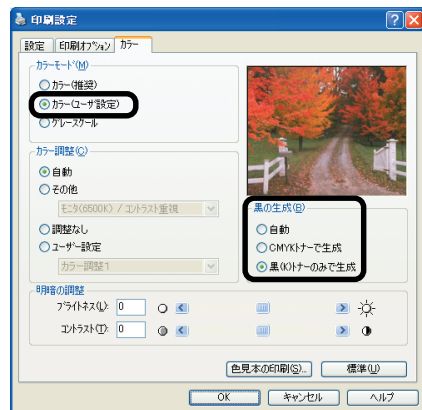 印刷設定
設定 印刷オプション カラー
カラーモード(M)
カラー(推奨)
カラー(ユーザ設定)
グレースケール
カラー調整(C)
自動
その他
モニタ(6500K) / コントラスト重視
調整なし
ユーザー設定
カラー調整1
黒の生成(B)
自動
CMYKトナーで生成
黒(K)トナーのみで生成
明暗の調整
ブライトネス(L): 0
コントラスト(T): 0
色見本の印刷(S)... 標準(U)
OK キャンセル ヘルプ